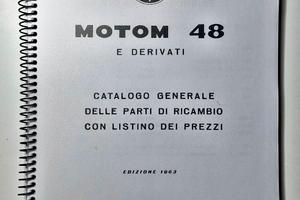 MOTOM 48
E DERIVATI
CATALOGO GENERALE
DELLE PARTI DI RICAMBIO
CON LISTINO DEI PREZZI
EDIZIONE 1963